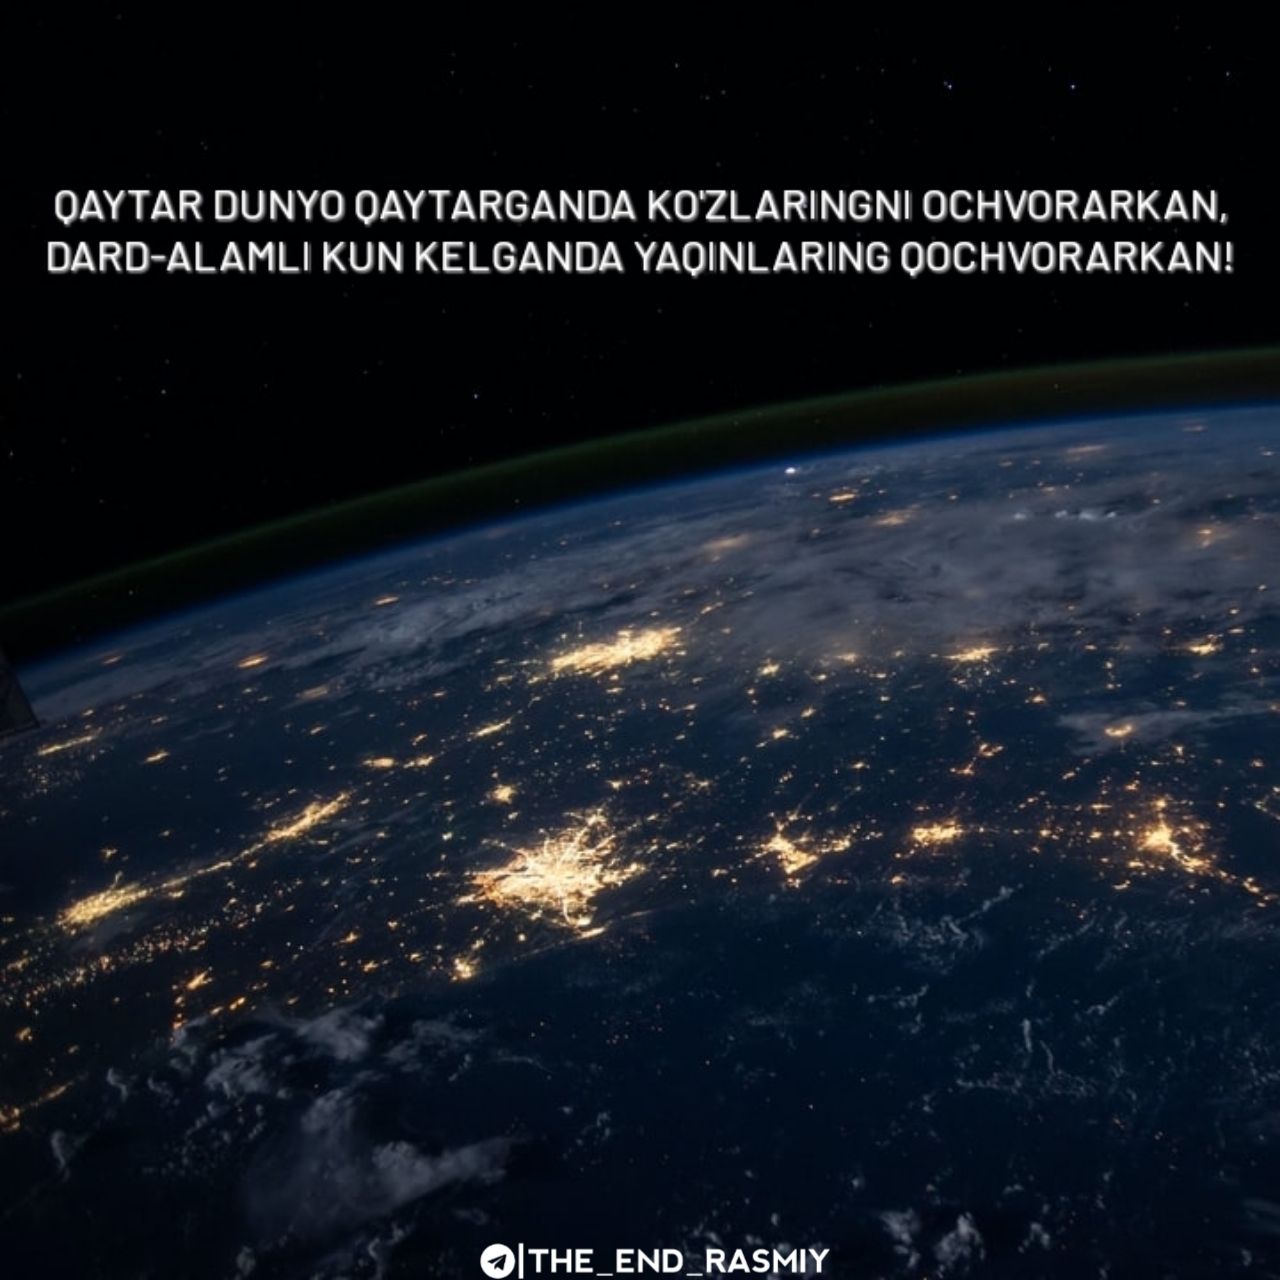 QAYTAR DUNYO QAYTARGANDA KO'ZLARINGNI OCHVORARKAN,
DARD-ALAMLI KUN KELGANDA YAQINLARING QOCHVORARKAN!
|THE_END_RASMIY